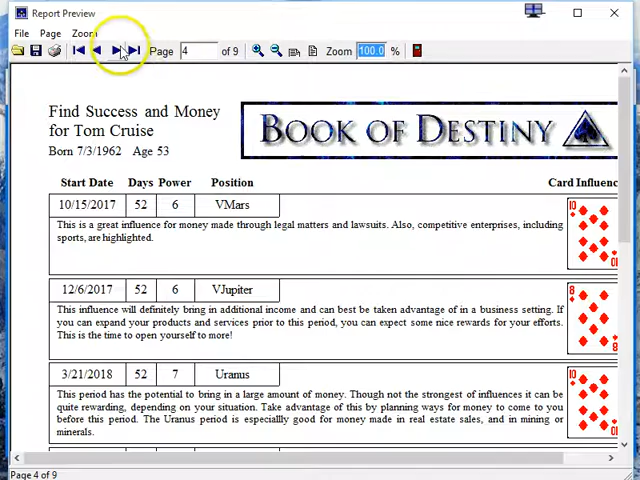 Report Preview
File Page Zoom
Page 4 of 9 Zoom 100.0 %
Find Success and Money
for Tom Cruise
Born 7/3/1962 Age 53
BOOK OF DESTINY
Start Date Days Power Position Card Influenc
10/15/2017 52 6 VMars
This is a great influence for money made through legal matters and lawsuits. Also, competitive enterprises, including
sports, are highlighted.
10
10
12/6/2017 52 6 VJupiter
This influence will definitely bring in additional income and can best be taken advantage of in a business setting. If
you can expand your products and services prior to this period, you can expect some nice rewards for your efforts.
This is the time to open yourself to more!
8
8
3/21/2018 52 7 Uranus
This period has the potential to bring in a large amount of money. Though not the strongest of influences it can be
quite rewarding, depending on your situation. Take advantage of this by planning ways for money to come to you
before this period. The Uranus period is especiallly good for money made in real estate sales, and in mining or
minerals.
10
10
Page 4 of 9